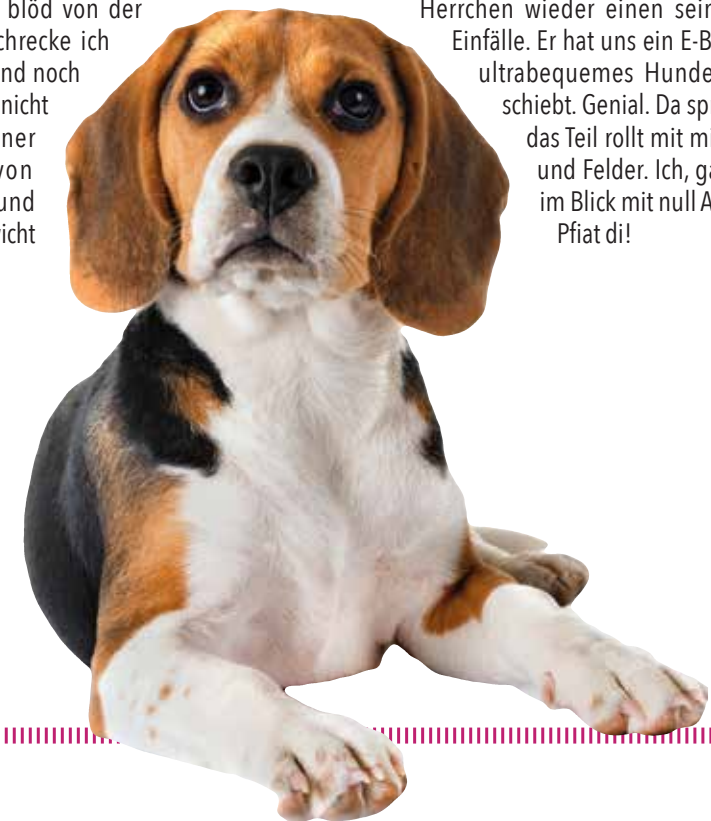 blöd von der
chrecke ich
nd noch
nicht
ner
von
und
icht
Herrchen wieder einen sein
Einfälle. Er hat uns ein E-B
ultrabequemes Hunde
schiebt. Genial. Da spr
das Teil rollt mit mi
und Felder. Ich, ga
im Blick mit null A
Pfiat di!